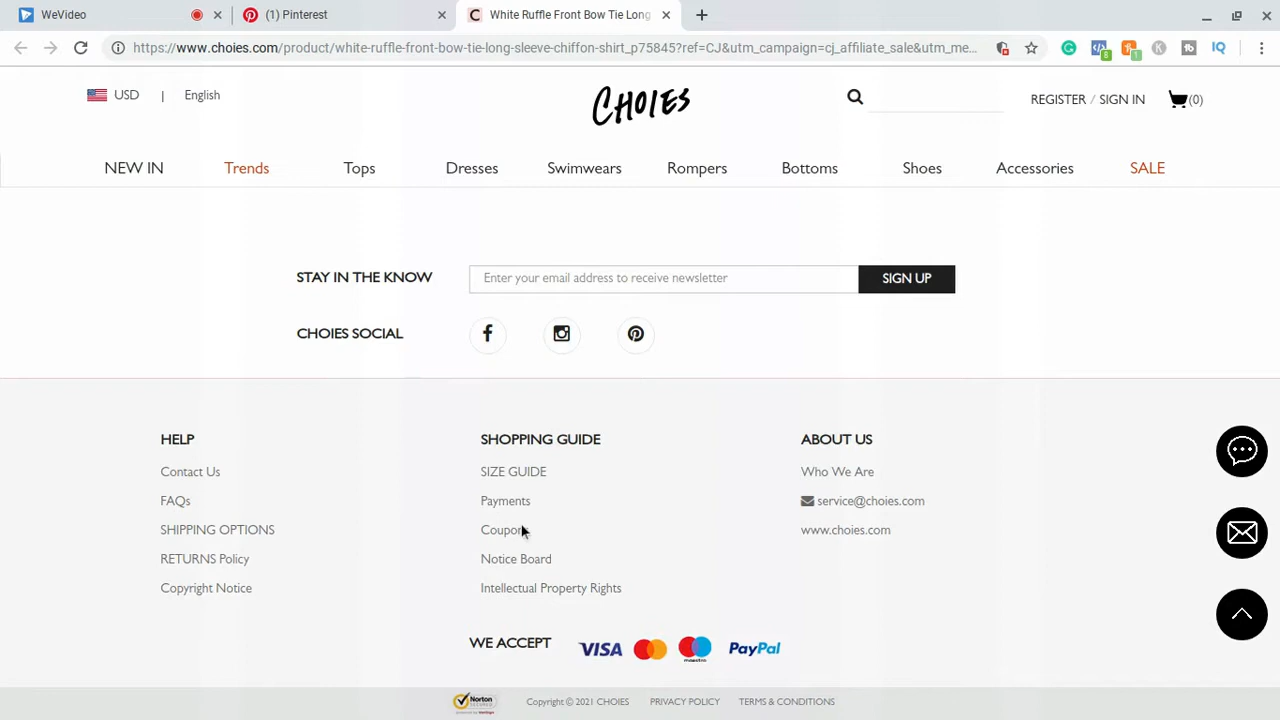 WeVideo
(1) Pinterest
White Ruffle Front Bow Tie Long
https://www.choies.com/product/white-ruffle-front-bow-tie-long-sleeve-chiffon-shirt_p75845?ref=CJ&utm_campaign=cj_affiliate_sale&utm_me...
USD | English
CHOIES
REGISTER / SIGN IN (0)
NEW IN Trends Tops Dresses Swimwears Rompers Bottoms Shoes Accessories SALE
STAY IN THE KNOW Enter your email address to receive newsletter SIGN UP
CHOIES SOCIAL
HELP
Contact Us
FAQs
SHIPPING OPTIONS
RETURNS Policy
Copyright Notice
SHOPPING GUIDE
SIZE GUIDE
Payments
Coupon
Notice Board
Intellectual Property Rights
ABOUT US
Who We Are
service@choies.com
www.choies.com
WE ACCEPT VISA maestro PayPal
Norton SECURED Copyright © 2021 CHOIES PRIVACY POLICY TERMS & CONDITIONS